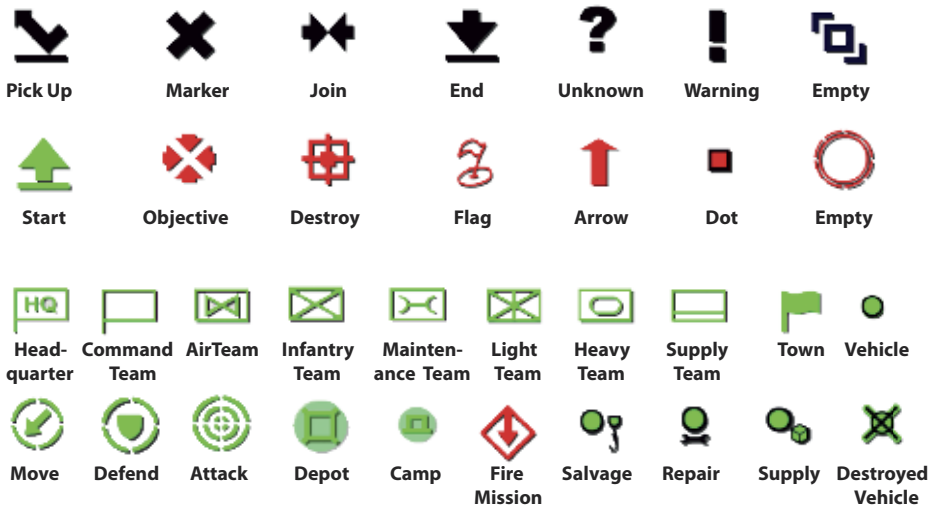 Pick Up Marker Join End Unknown Warning Empty
Start Objective Destroy Flag Arrow Dot Empty
HQ
Head- Command AirTeam Infantry Mainten- Light Heavy Supply Town Vehicle
quarter Team Team ance Team Team Team Team
Move Defend Attack Depot Camp Fire Salvage Repair Supply Destroyed
Mission Vehicle